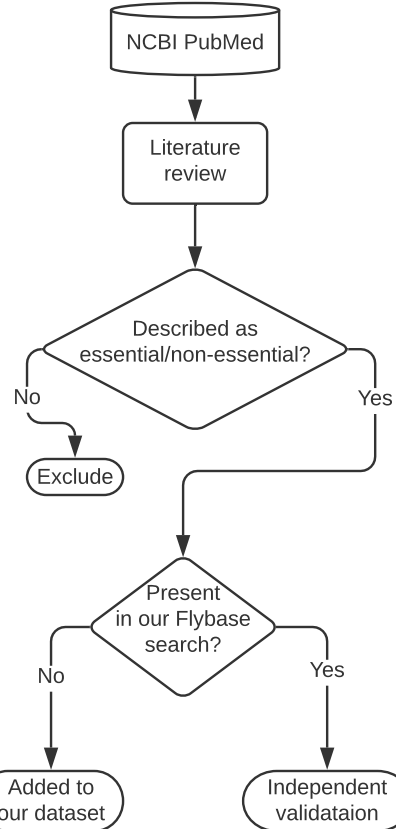 NCBI PubMed
Literature
review
Described as
essential/non-essential?
No
Yes
Exclude
Present
in our Flybase
search?
No
Yes
Added to
our dataset
Independent
validataion